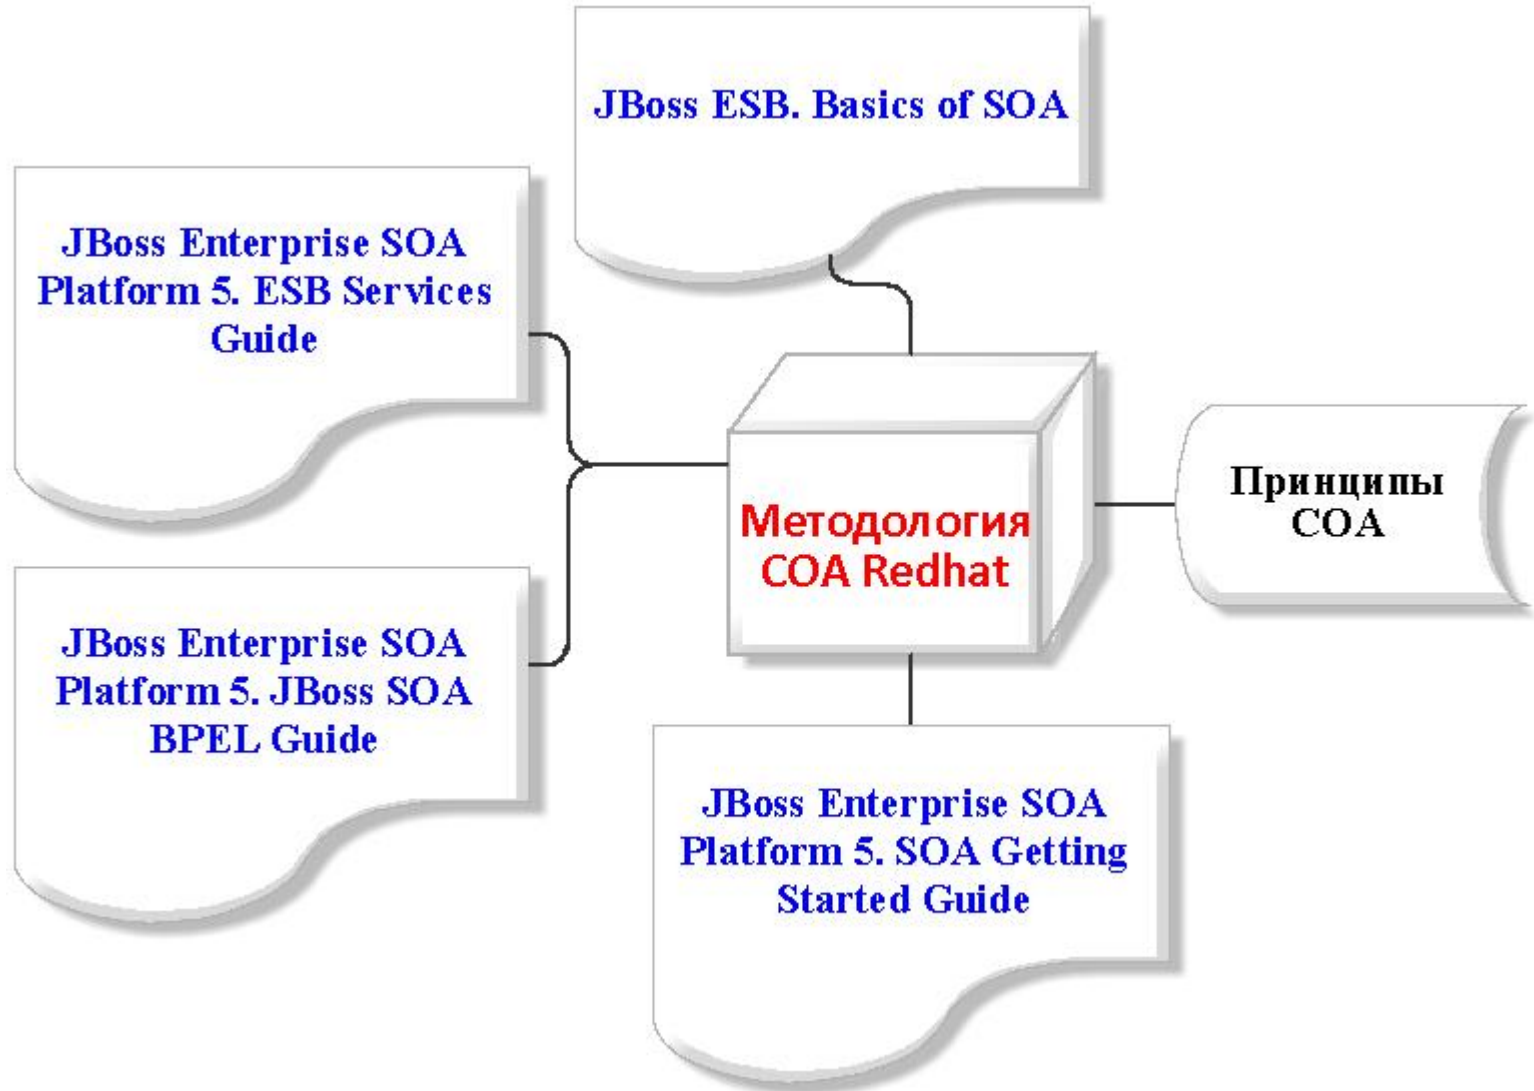 JBoss ESB. Basics of SOA
JBoss Enterprise SOA
Platform 5. ESB Services
Guide
Методология
СОА Redhat
Принципы
СОА
JBoss Enterprise SOA
Platform 5. JBoss SOA
BPEL Guide
JBoss Enterprise SOA
Platform 5. SOA Getting
Started Guide